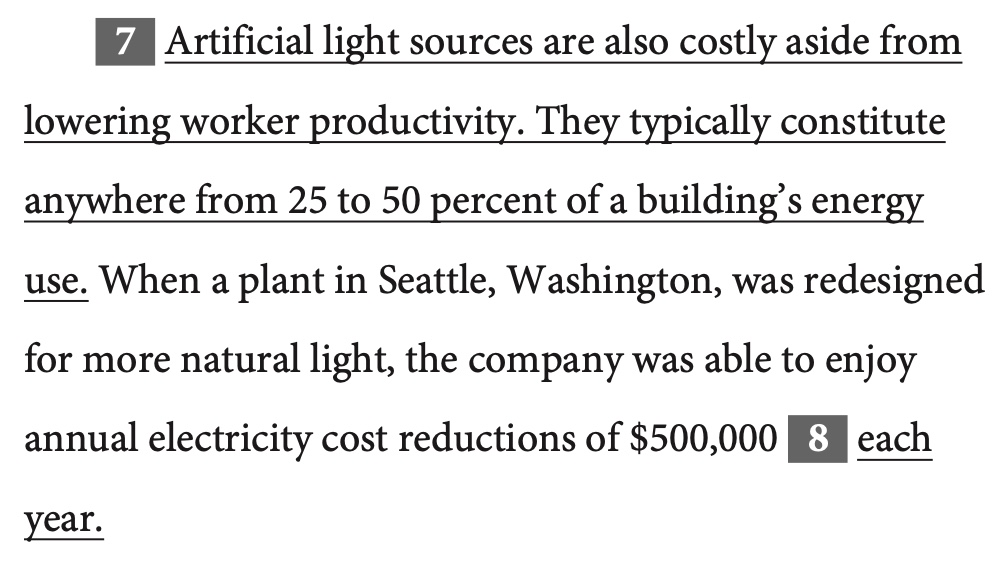 7 Artificial light sources are also costly aside from
lowering worker productivity. They typically constitute
anywhere from 25 to 50 percent of a building’s energy
use. When a plant in Seattle, Washington, was redesigned
for more natural light, the company was able to enjoy
annual electricity cost reductions of $500,000 8 each
year.